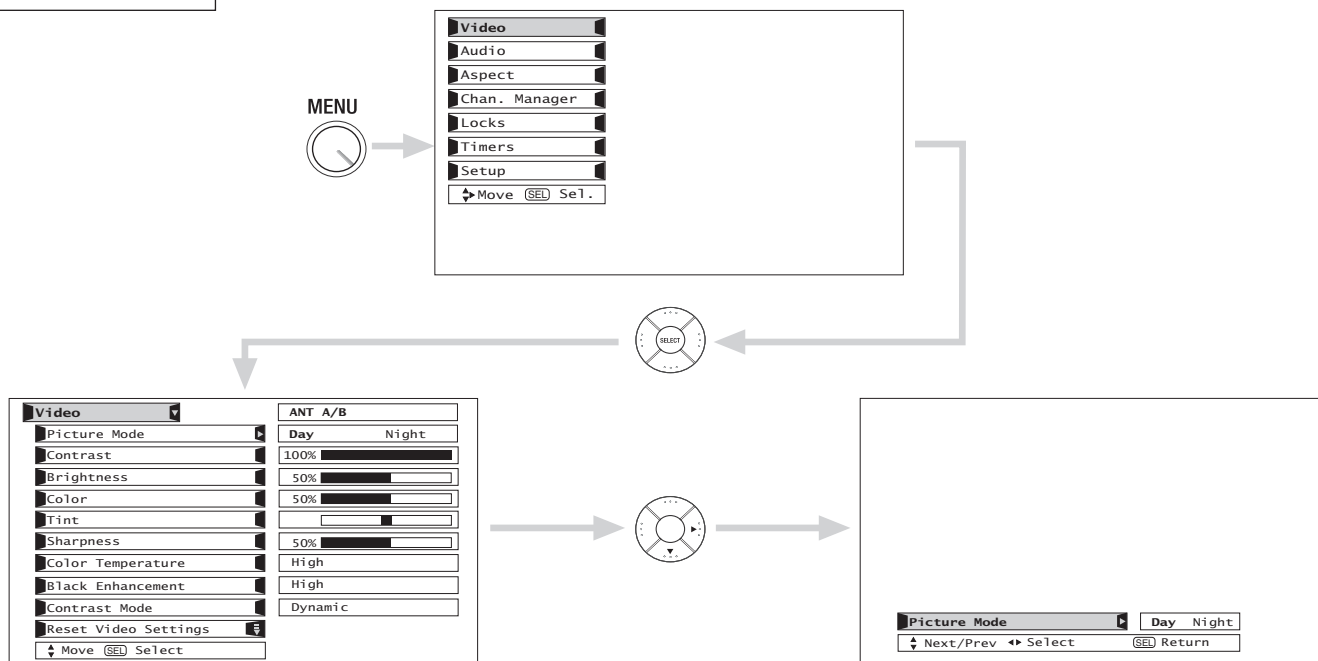 Video
Audio
Aspect
MENU
Chan. Manager
Locks
Timers
Setup
Move SEL Sel.
SELECT
Video
ANT A/B
Picture Mode
Day Night
Contrast
100%
Brightness
50%
Color
50%
Tint
Sharpness
50%
Color Temperature
High
Black Enhancement
High
Contrast Mode
Dynamic
Reset Video Settings
Move SEL Select
Picture Mode
Day Night
Next/Prev Select SEL Return